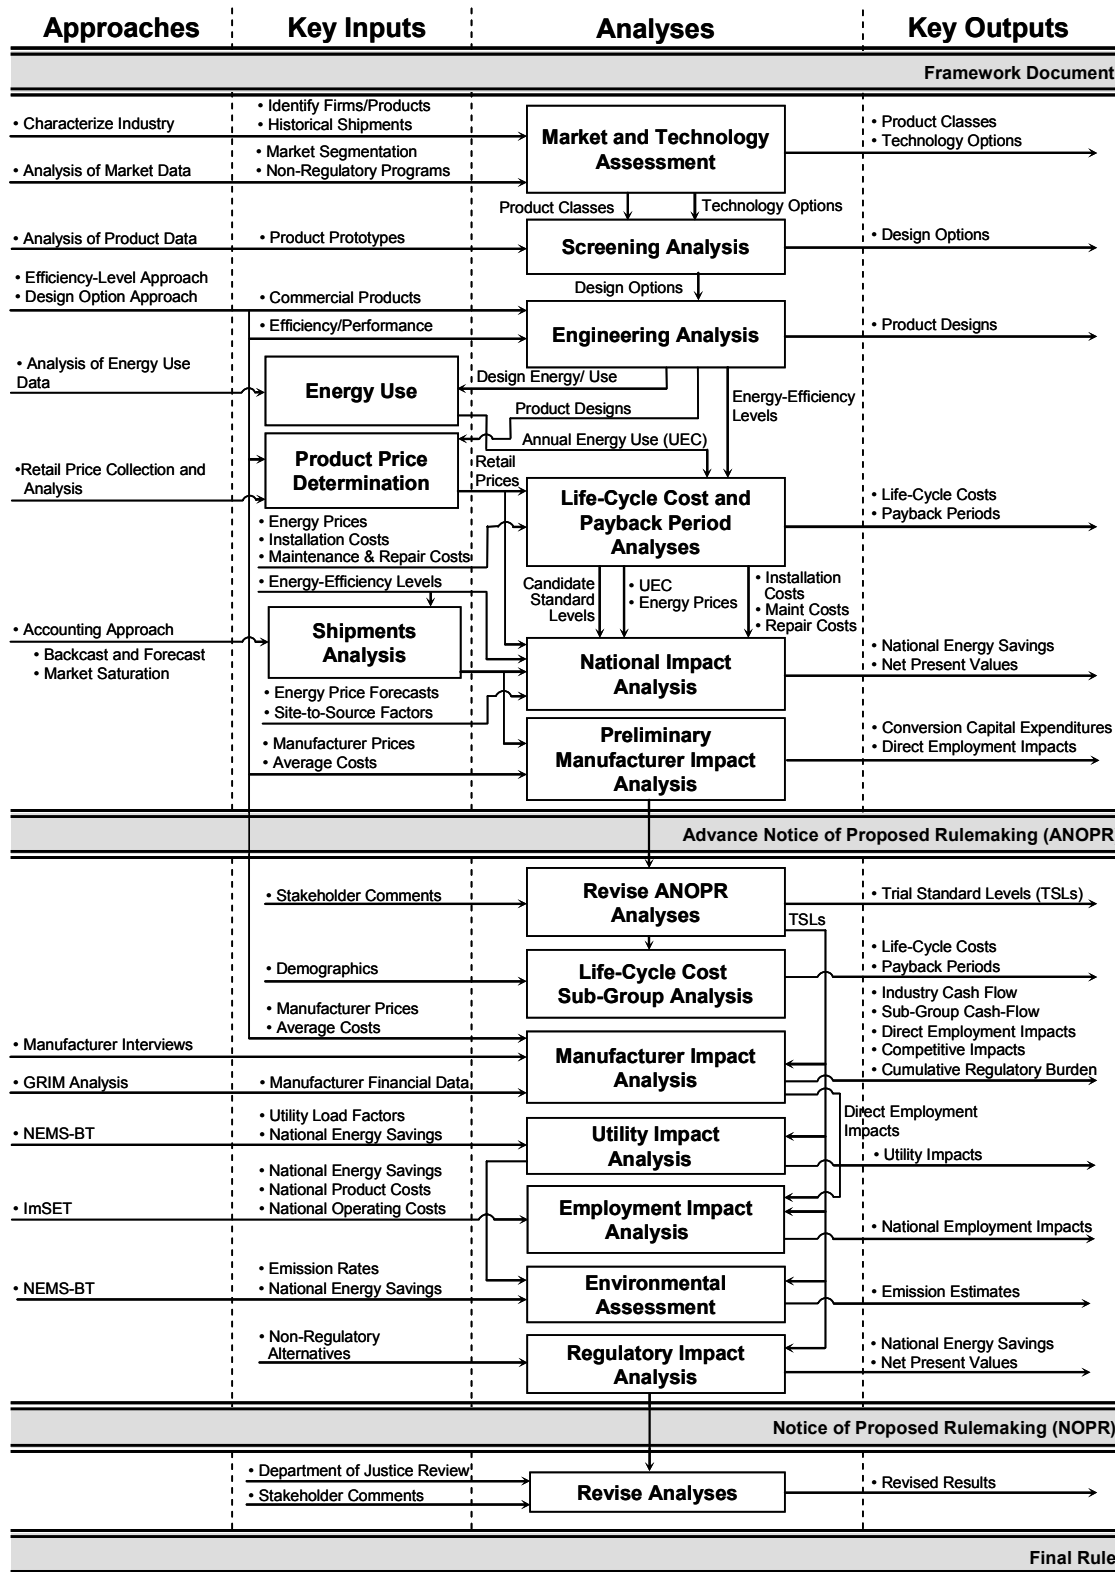 Approaches
Key Inputs
Analyses
Key Outputs
Framework Document
• Characterize Industry
• Identify Firms/Products
• Historical Shipments
• Market Segmentation
• Non-Regulatory Programs
• Analysis of Market Data
Market and Technology
Assessment
• Product Classes
• Technology Options
Product Classes
Technology Options
• Analysis of Product Data
• Product Prototypes
Screening Analysis
• Design Options
• Efficiency-Level Approach
• Design Option Approach
• Commercial Products
• Efficiency/Performance
Design Options
Engineering Analysis
• Product Designs
• Analysis of Energy Use
Data
Energy Use
Design Energy/ Use
Product Designs
Energy-Efficiency
Levels
Annual Energy Use (UEC)
•Retail Price Collection and
Analysis
Product Price
Determination
Retail
Prices
Life-Cycle Cost and
Payback Period
Analyses
• Life-Cycle Costs
• Payback Periods
• Energy Prices
• Installation Costs
• Maintenance & Repair Costs
• Energy-Efficiency Levels
Candidate
Standard
Levels
• UEC
• Energy Prices
• Installation
Costs
• Maint Costs
• Repair Costs
• Accounting Approach
• Backcast and Forecast
• Market Saturation
Shipments
Analysis
National Impact
Analysis
• National Energy Savings
• Net Present Values
• Energy Price Forecasts
• Site-to-Source Factors
• Manufacturer Prices
• Average Costs
Preliminary
Manufacturer Impact
Analysis
• Conversion Capital Expenditures
• Direct Employment Impacts
Advance Notice of Proposed Rulemaking (ANOPR
• Stakeholder Comments
Revise ANOPR
Analyses
• Trial Standard Levels (TSLs)
TSLs
• Demographics
Life-Cycle Cost
Sub-Group Analysis
• Life-Cycle Costs
• Payback Periods
• Manufacturer Prices
• Average Costs
• Industry Cash Flow
• Sub-Group Cash-Flow
• Direct Employment Impacts
• Competitive Impacts
• Cumulative Regulatory Burden
• Manufacturer Interviews
• GRIM Analysis
• Manufacturer Financial Data
Manufacturer Impact
Analysis
Direct Employment
Impacts
• NEMS-BT
• Utility Load Factors
• National Energy Savings
Utility Impact
Analysis
• Utility Impacts
• ImSET
• National Energy Savings
• National Product Costs
• National Operating Costs
Employment Impact
Analysis
• National Employment Impacts
• NEMS-BT
• Emission Rates
• National Energy Savings
Environmental
Assessment
• Emission Estimates
• Non-Regulatory
Alternatives
Regulatory Impact
Analysis
• National Energy Savings
• Net Present Values
Notice of Proposed Rulemaking (NOPR)
• Department of Justice Review
• Stakeholder Comments
Revise Analyses
• Revised Results
Final Rule